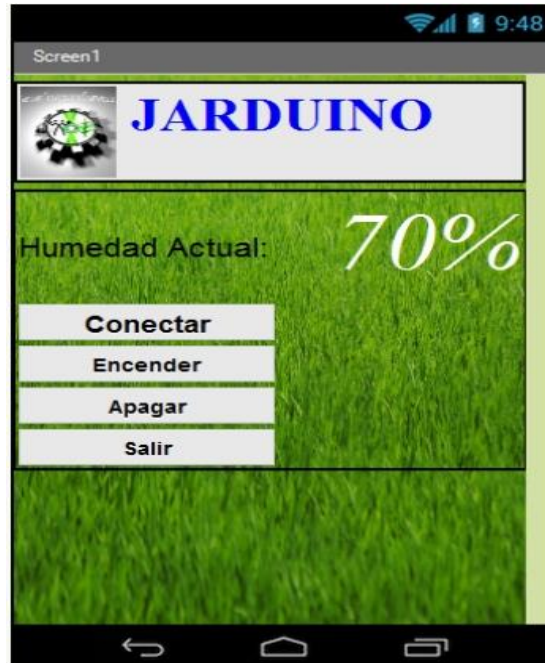 9:48
Screen1
JARDUINO
Humedad Actual: 70%
Conectar
Encender
Apagar
Salir